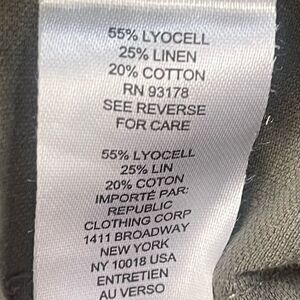 55% LYOCELL
25% LINEN
20% COTTON
RN 93178
SEE REVERSE
FOR CARE
55% LYOCELL
25% LIN
20% COTON
IMPORTÉ PAR:
REPUBLIC
CLOTHING CORP
1411 BROADWAY
NEW YORK
NY 10018 USA
ENTRETIEN
AU VERSO